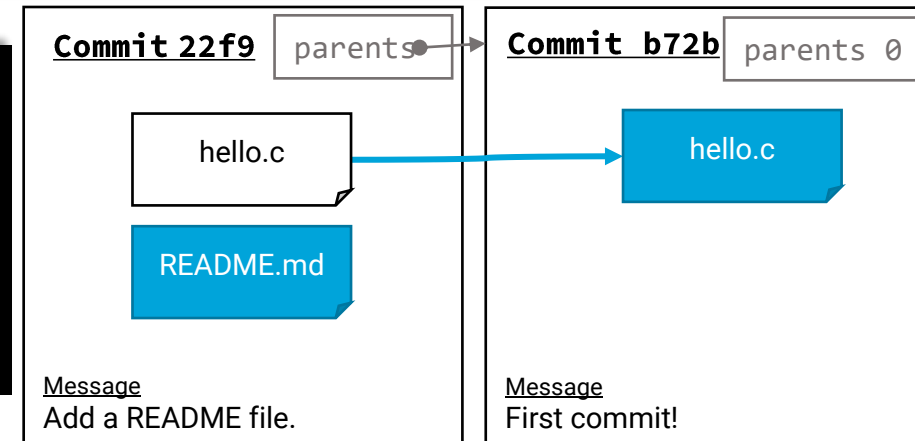 Commit 22f9
parents
hello.c
README.md
Message
Add a README file.
Commit b72b
parents 0
hello.c
Message
First commit!